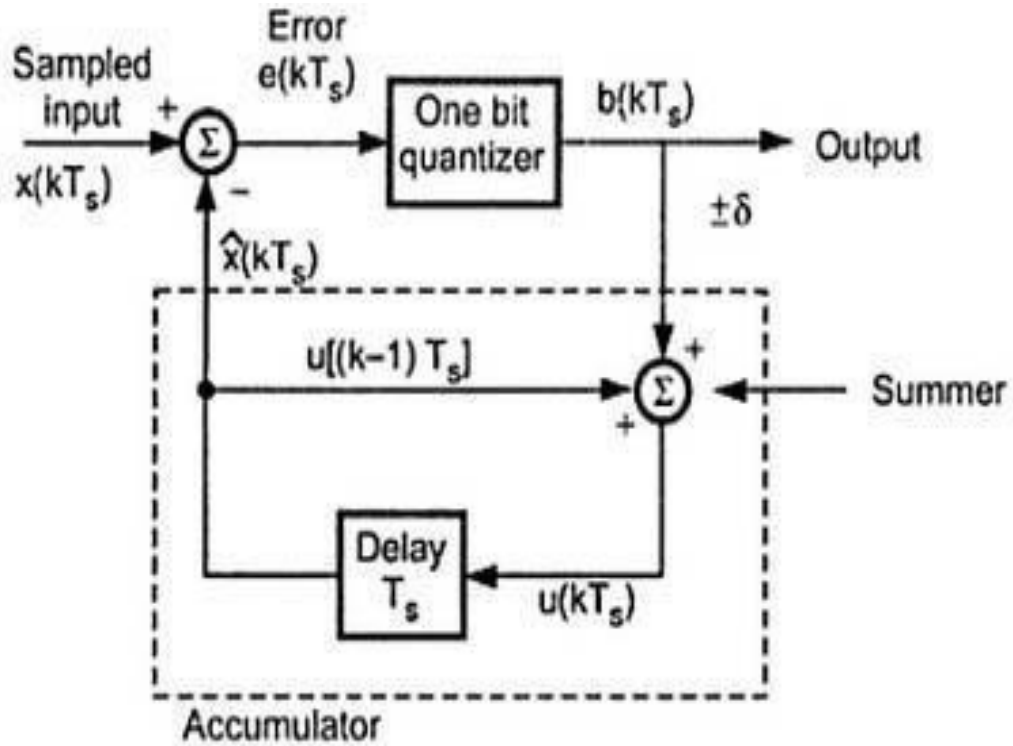 Error
e(kTₛ)
Sampled
input
+
Σ
x(kTₛ)
−
One bit
quantizer
b(kTₛ)
Output
±δ
x̂(kTₛ)
u[(k−1) Tₛ]
+
Σ
+
Summer
Delay
Tₛ
u(kTₛ)
Accumulator